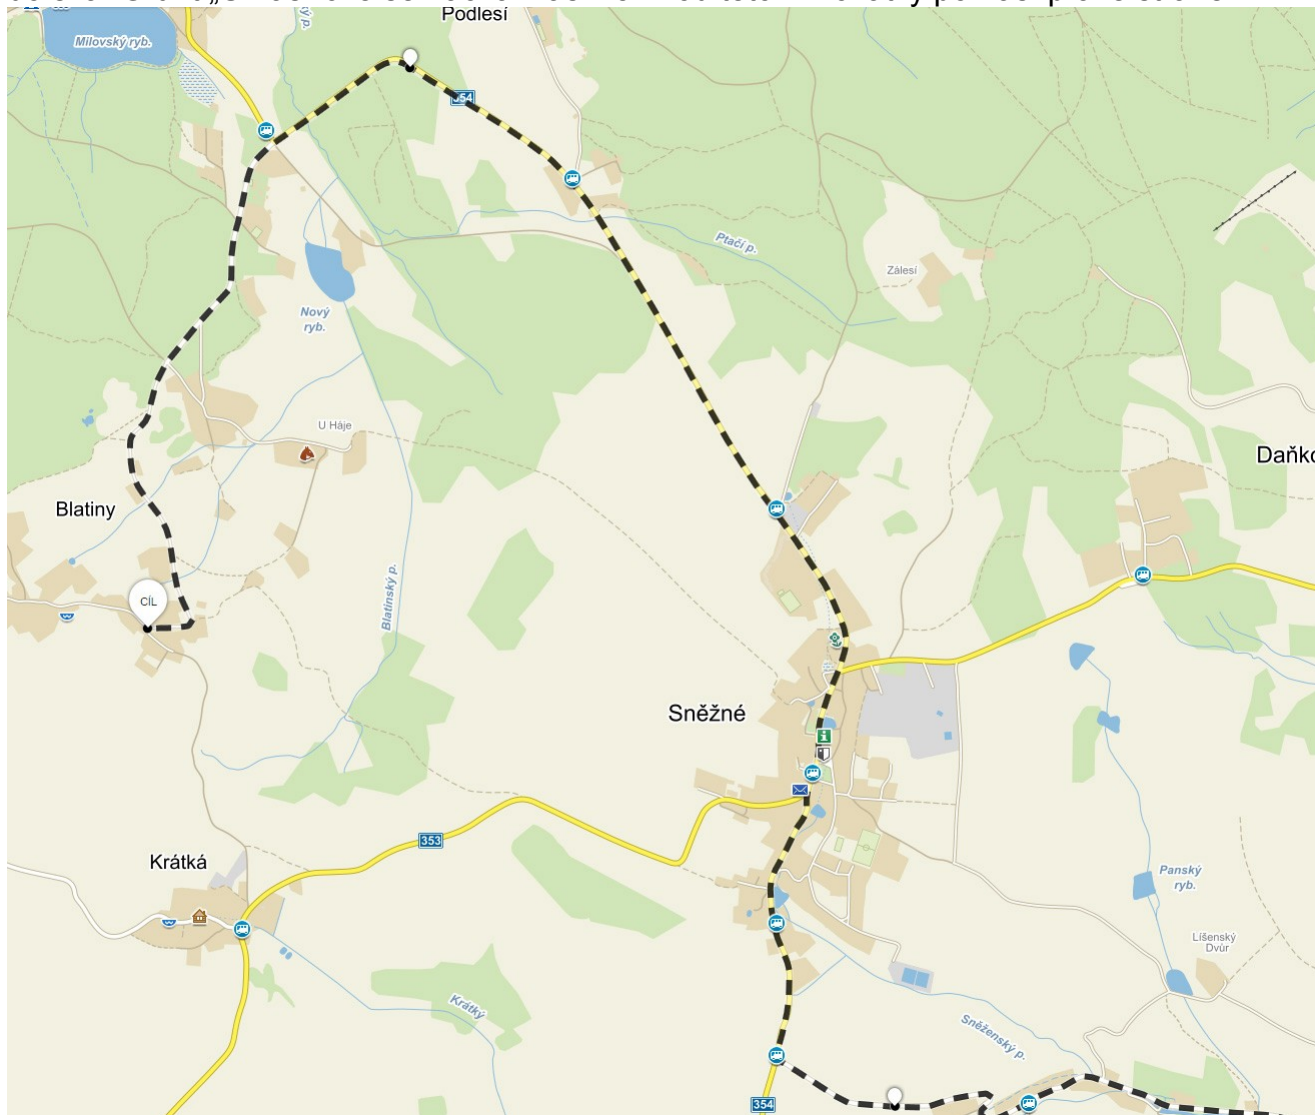 Podlesí
Milovský ryb.
354
Ptačí p.
Zálesí
Nový
ryb.
U Háje
Daňko
Blatiny
Blatinský p.
CÍL
Sněžné
353
Krátká
Panský
ryb.
Líšenský
Dvůr
Krátký
Sněženský p.
354